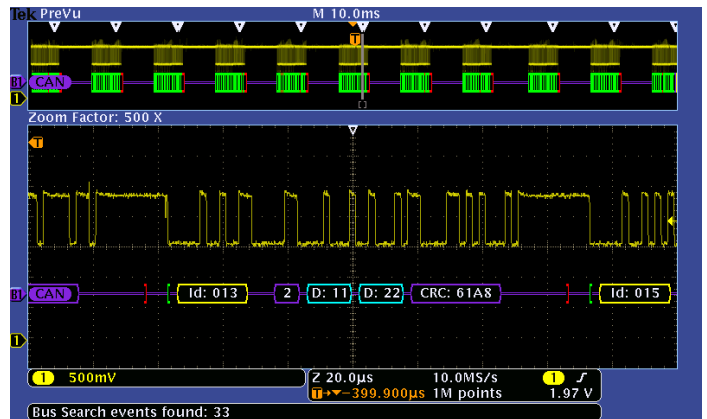 Tek PreVu M 10.0ms
T
B1 CAN
1
Zoom Factor: 500 X
T
B1 CAN Id: 013 2 D: 11 D: 22 CRC: 61A8 Id: 015
1
1 500mV Z 20.0µs 10.0MS/s 1
T→▼-399.900µs 1M points 1.97 V
Bus Search events found: 33